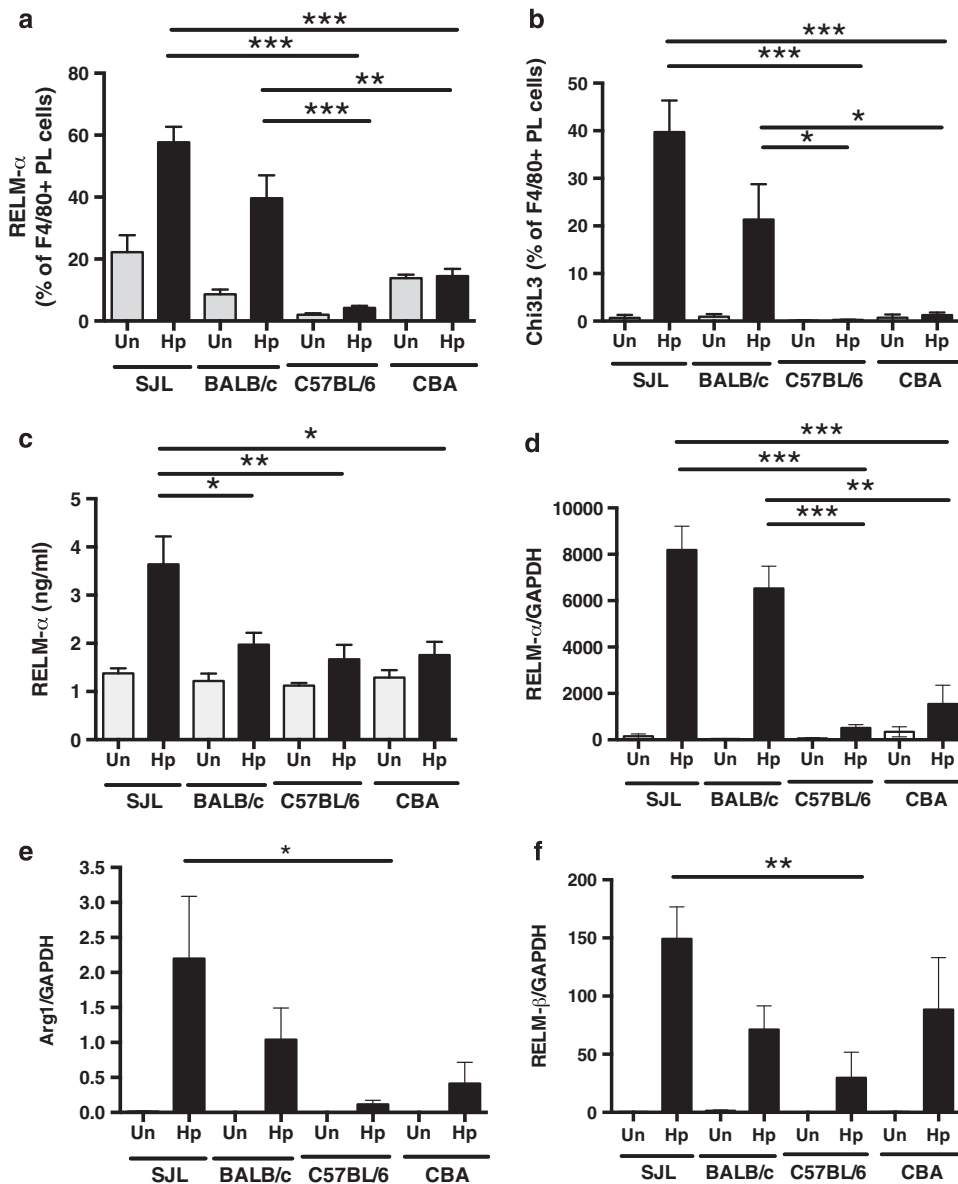 a
***
***
**
***
RELM-α
(% of F4/80+ PL cells)
80
60
40
20
0
Un Hp Un Hp Un Hp Un Hp
SJL BALB/c C57BL/6 CBA
b
***
***
*
*
Chi3L3 (% of F4/80+ PL cells)
50
40
30
20
10
0
Un Hp Un Hp Un Hp Un Hp
SJL BALB/c C57BL/6 CBA
c
*
**
*
RELM-α (ng/ml)
5
4
3
2
1
0
Un Hp Un Hp Un Hp Un Hp
SJL BALB/c C57BL/6 CBA
d
***
***
**
***
RELM-α/GAPDH
10000
8000
6000
4000
2000
0
Un Hp Un Hp Un Hp Un Hp
SJL BALB/c C57BL/6 CBA
e
*
Arg1/GAPDH
3.5
3.0
2.5
2.0
1.5
1.0
0.5
0.0
Un Hp Un Hp Un Hp Un Hp
SJL BALB/c C57BL/6 CBA
f
**
RELM-β/GAPDH
200
150
100
50
0
Un Hp Un Hp Un Hp Un Hp
SJL BALB/c C57BL/6 CBA